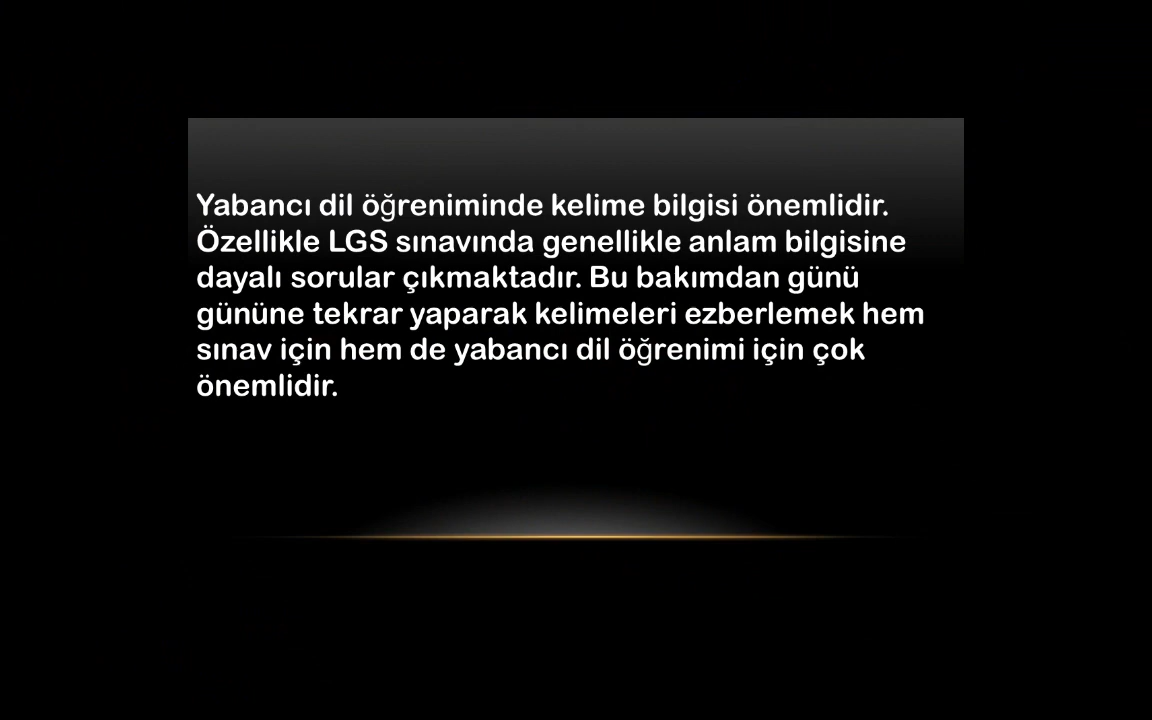 Yabancı dil öğreniminde kelime bilgisi önemlidir.
Özellikle LGS sınavında genellikle anlam bilgisine
dayalı sorular çıkmaktadır. Bu bakımdan günü
gününe tekrar yaparak kelimeleri ezberlemek hem
sınav için hem de yabancı dil öğrenimi için çok
önemlidir.